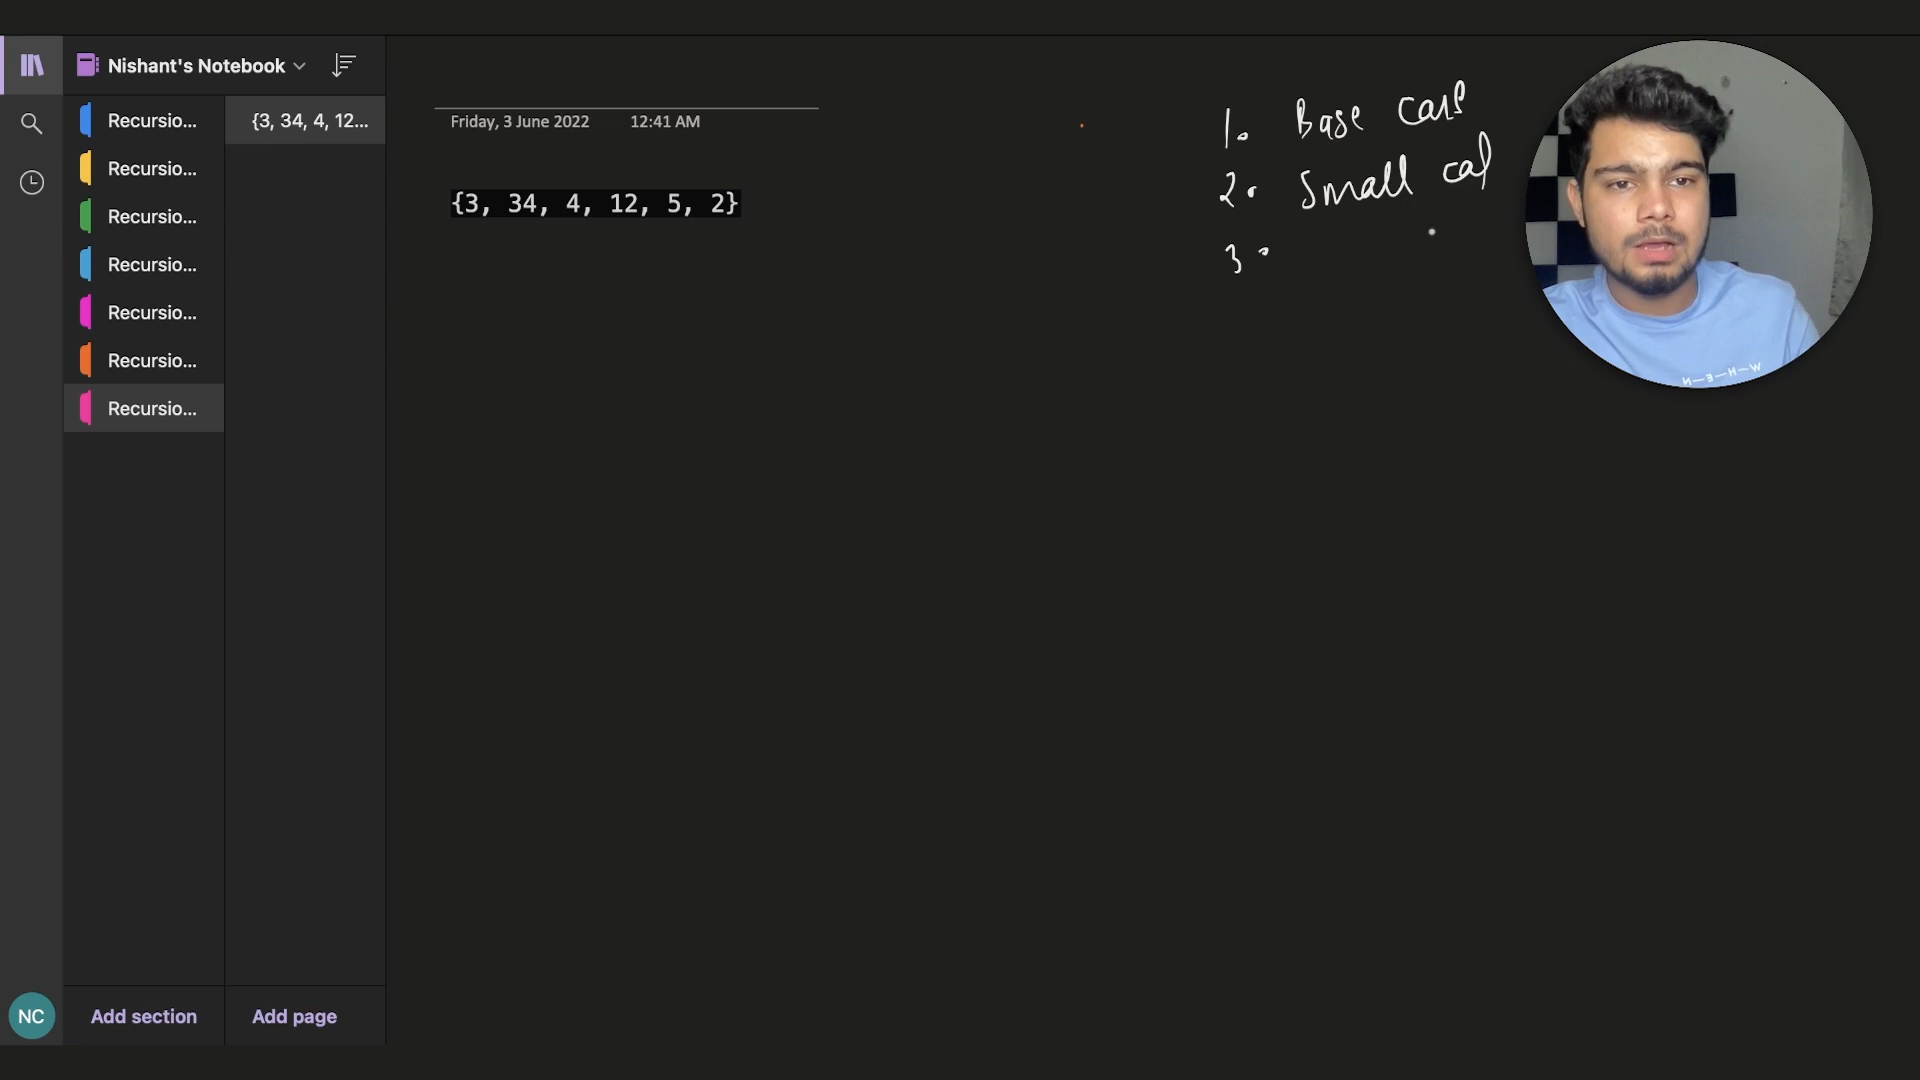 Nishant's Notebook
Recursio...
Recursio...
Recursio...
Recursio...
Recursio...
Recursio...
Recursio...
{3, 34, 4, 12...
Friday, 3 June 2022 12:41 AM
{3, 34, 4, 12, 5, 2}
1. Base case
2. Small cal
3.
NC
Add section
Add page